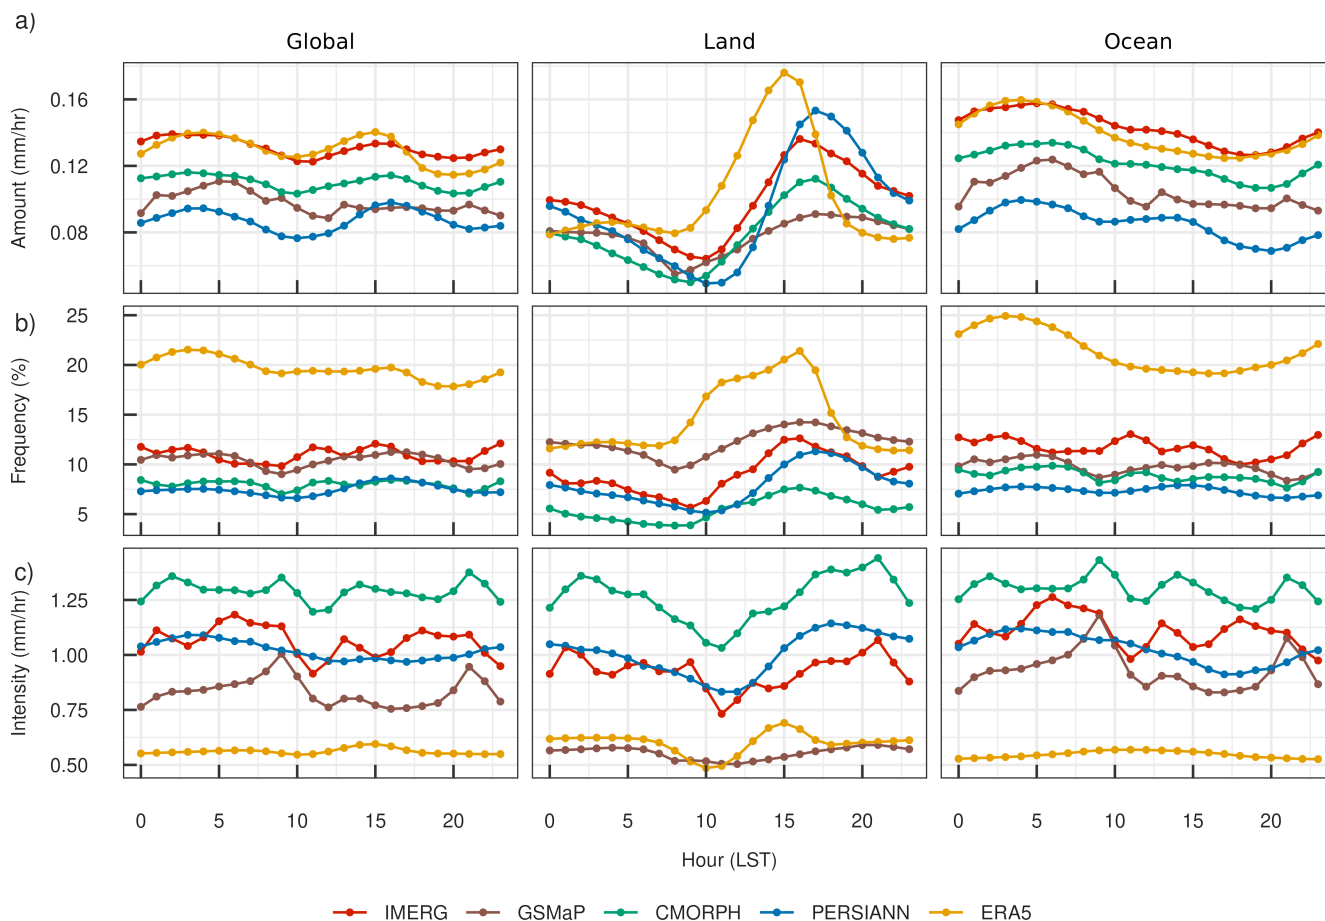 a)
Global Land Ocean
Amount (mm/hr)
0.16
0.12
0.08
b)
Frequency (%)
25
20
15
10
5
c)
Intensity (mm/hr)
1.25
1.00
0.75
0.50
0 5 10 15 20 0 5 10 15 20 0 5 10 15 20
Hour (LST)
IMERG GSMaP CMORPH PERSIANN ERA5